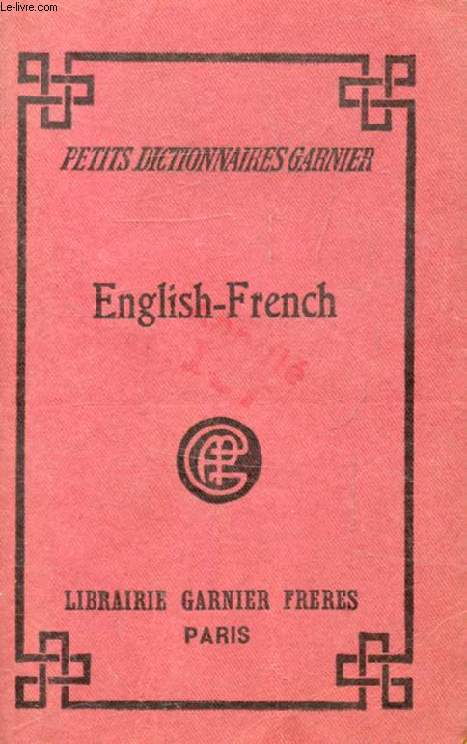 Le-livre.com
PETITS DICTIONNAIRES GARNIER
English-French
LIBRAIRIE GARNIER FRERES
PARIS